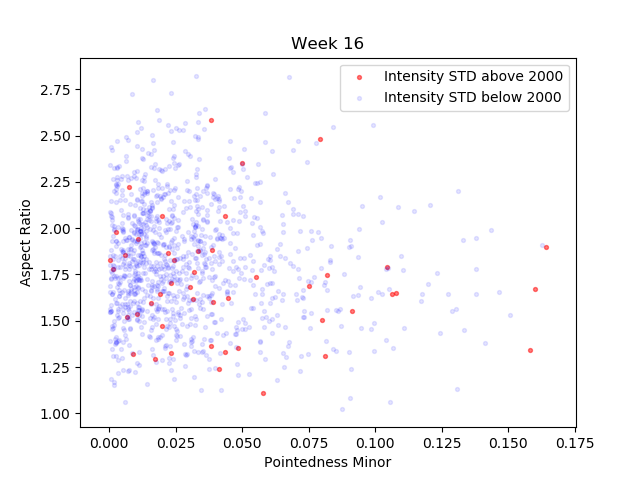 Week 16
Intensity STD above 2000
Intensity STD below 2000
2.75
2.50
2.25
2.00
1.75
1.50
1.25
1.00
Aspect Ratio
0.000 0.025 0.050 0.075 0.100 0.125 0.150 0.175
Pointedness Minor